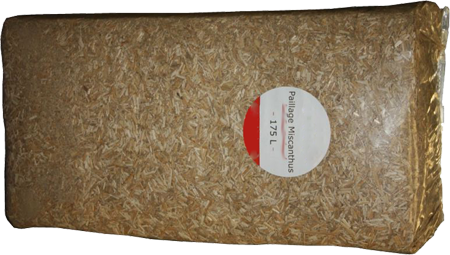 Paillage Miscanthus
- 175 L -